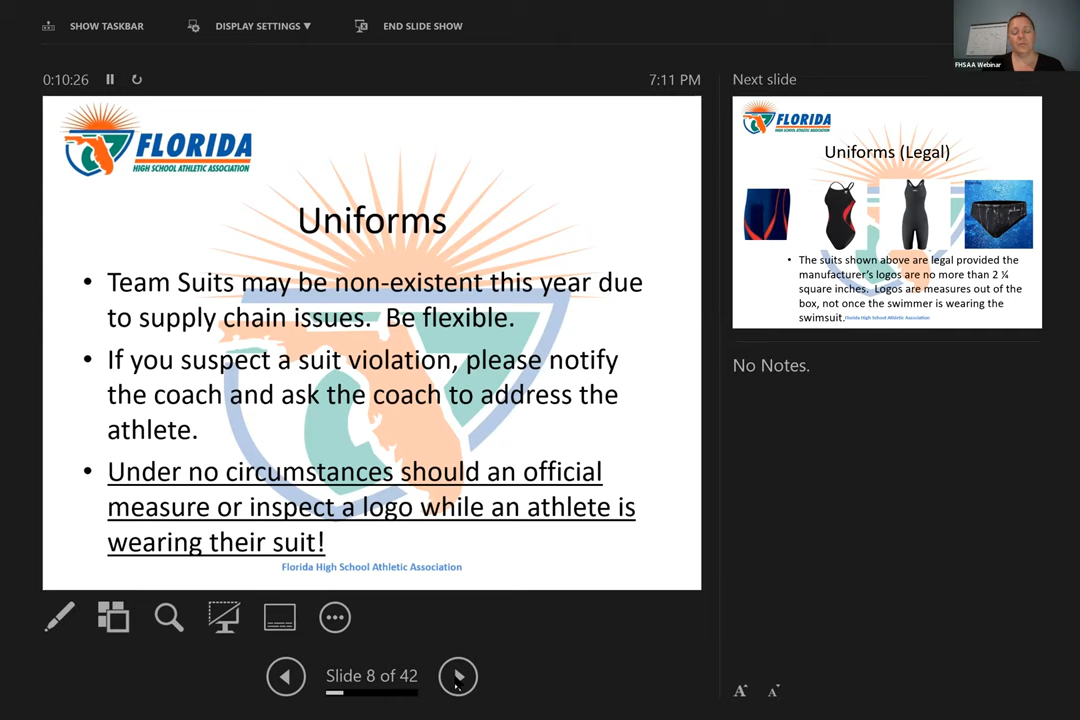 SHOW TASKBAR
DISPLAY SETTINGS ▼
END SLIDE SHOW
FHSAA Webinar
0:10:26
7:11 PM
FLORIDA
HIGH SCHOOL ATHLETIC ASSOCIATION
Uniforms
• Team Suits may be non-existent this year due
to supply chain issues.  Be flexible.
• If you suspect a suit violation, please notify
the coach and ask the coach to address the
athlete.
• Under no circumstances should an official
measure or inspect a logo while an athlete is
wearing their suit!
Florida High School Athletic Association
Slide 8 of 42
Next slide
FLORIDA
HIGH SCHOOL ATHLETIC ASSOCIATION
Uniforms (Legal)
• The suits shown above are legal provided the
manufacturer's logos are no more than 2 ¼
square inches.  Logos are measures out of the
box, not once the swimmer is wearing the
swimsuit.
Florida High School Athletic Association
No Notes.
A A